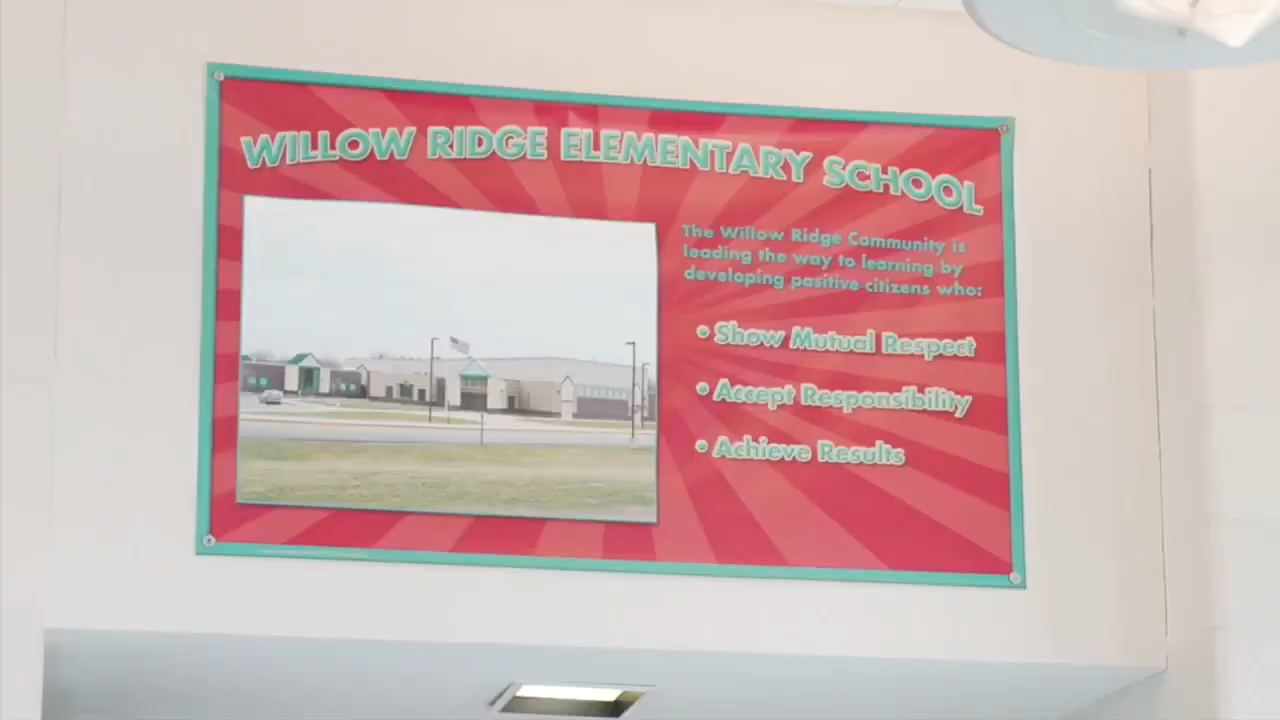 WILLOW RIDGE ELEMENTARY SCHOOL
The Willow Ridge Community is
leading the way to learning by
developing positive citizens who:
• Show Mutual Respect
• Accept Responsibility
• Achieve Results